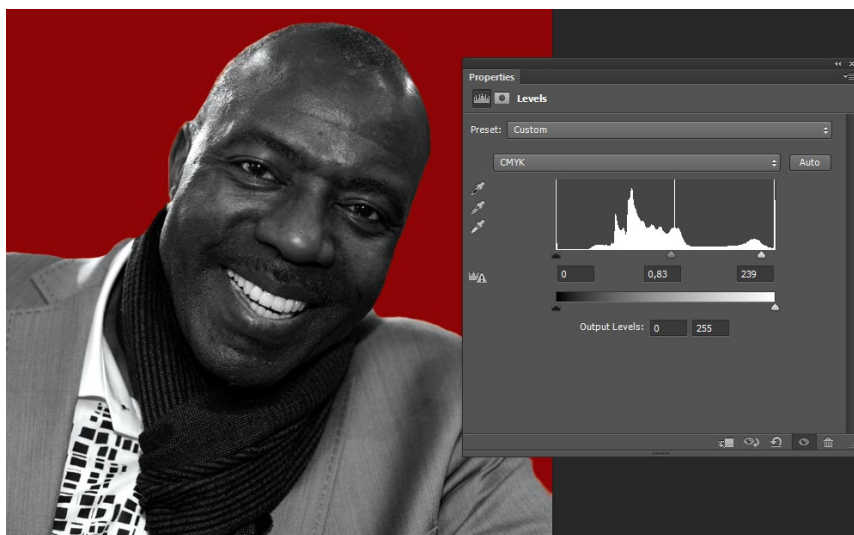 Properties
Levels
Preset: Custom
CMYK Auto
0 0,83 239
Output Levels: 0 255